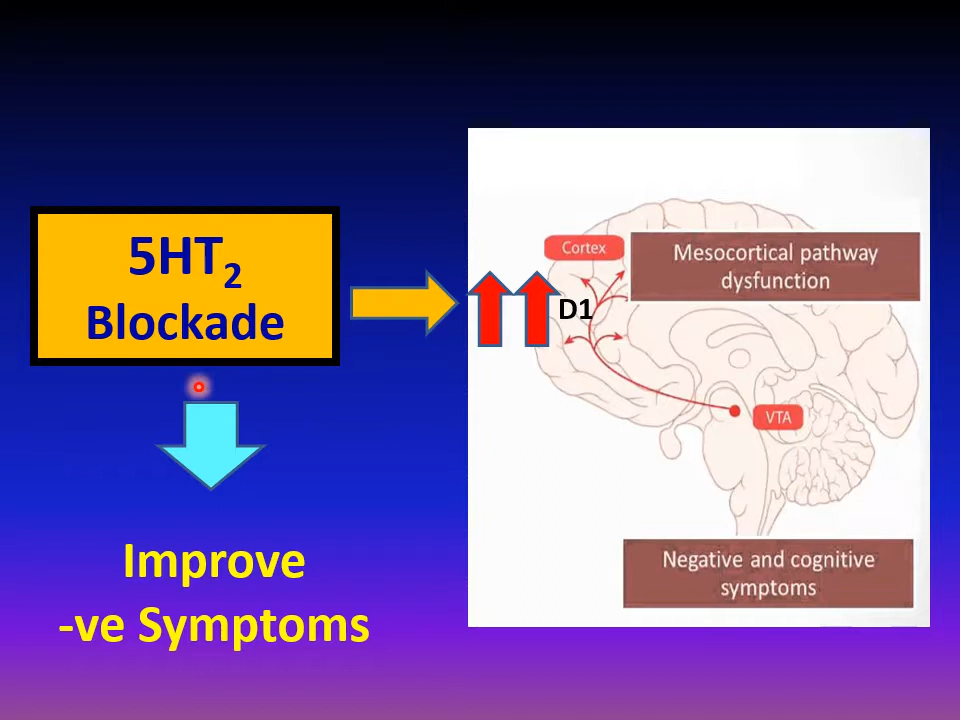 5HT₂
Blockade
Improve
-ve Symptoms
Cortex
Mesocortical pathway
dysfunction
D1
VTA
Negative and cognitive
symptoms